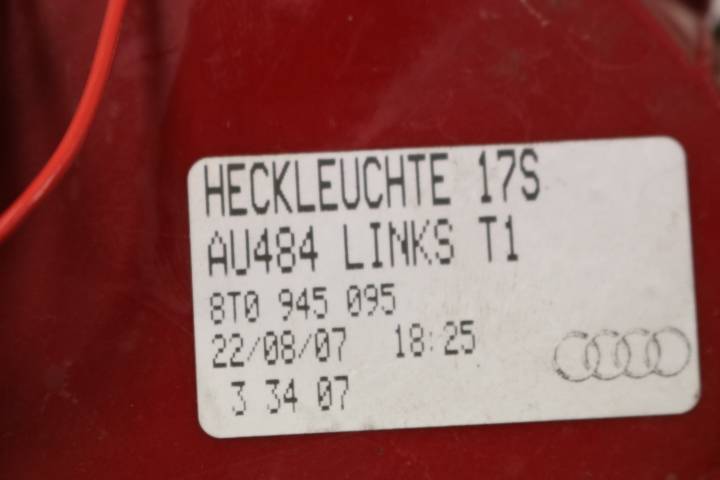 HECKLEUCHTE 17S
AU484 LINKS T1
8T0 945 095
22/08/07 18:25
3 34 07